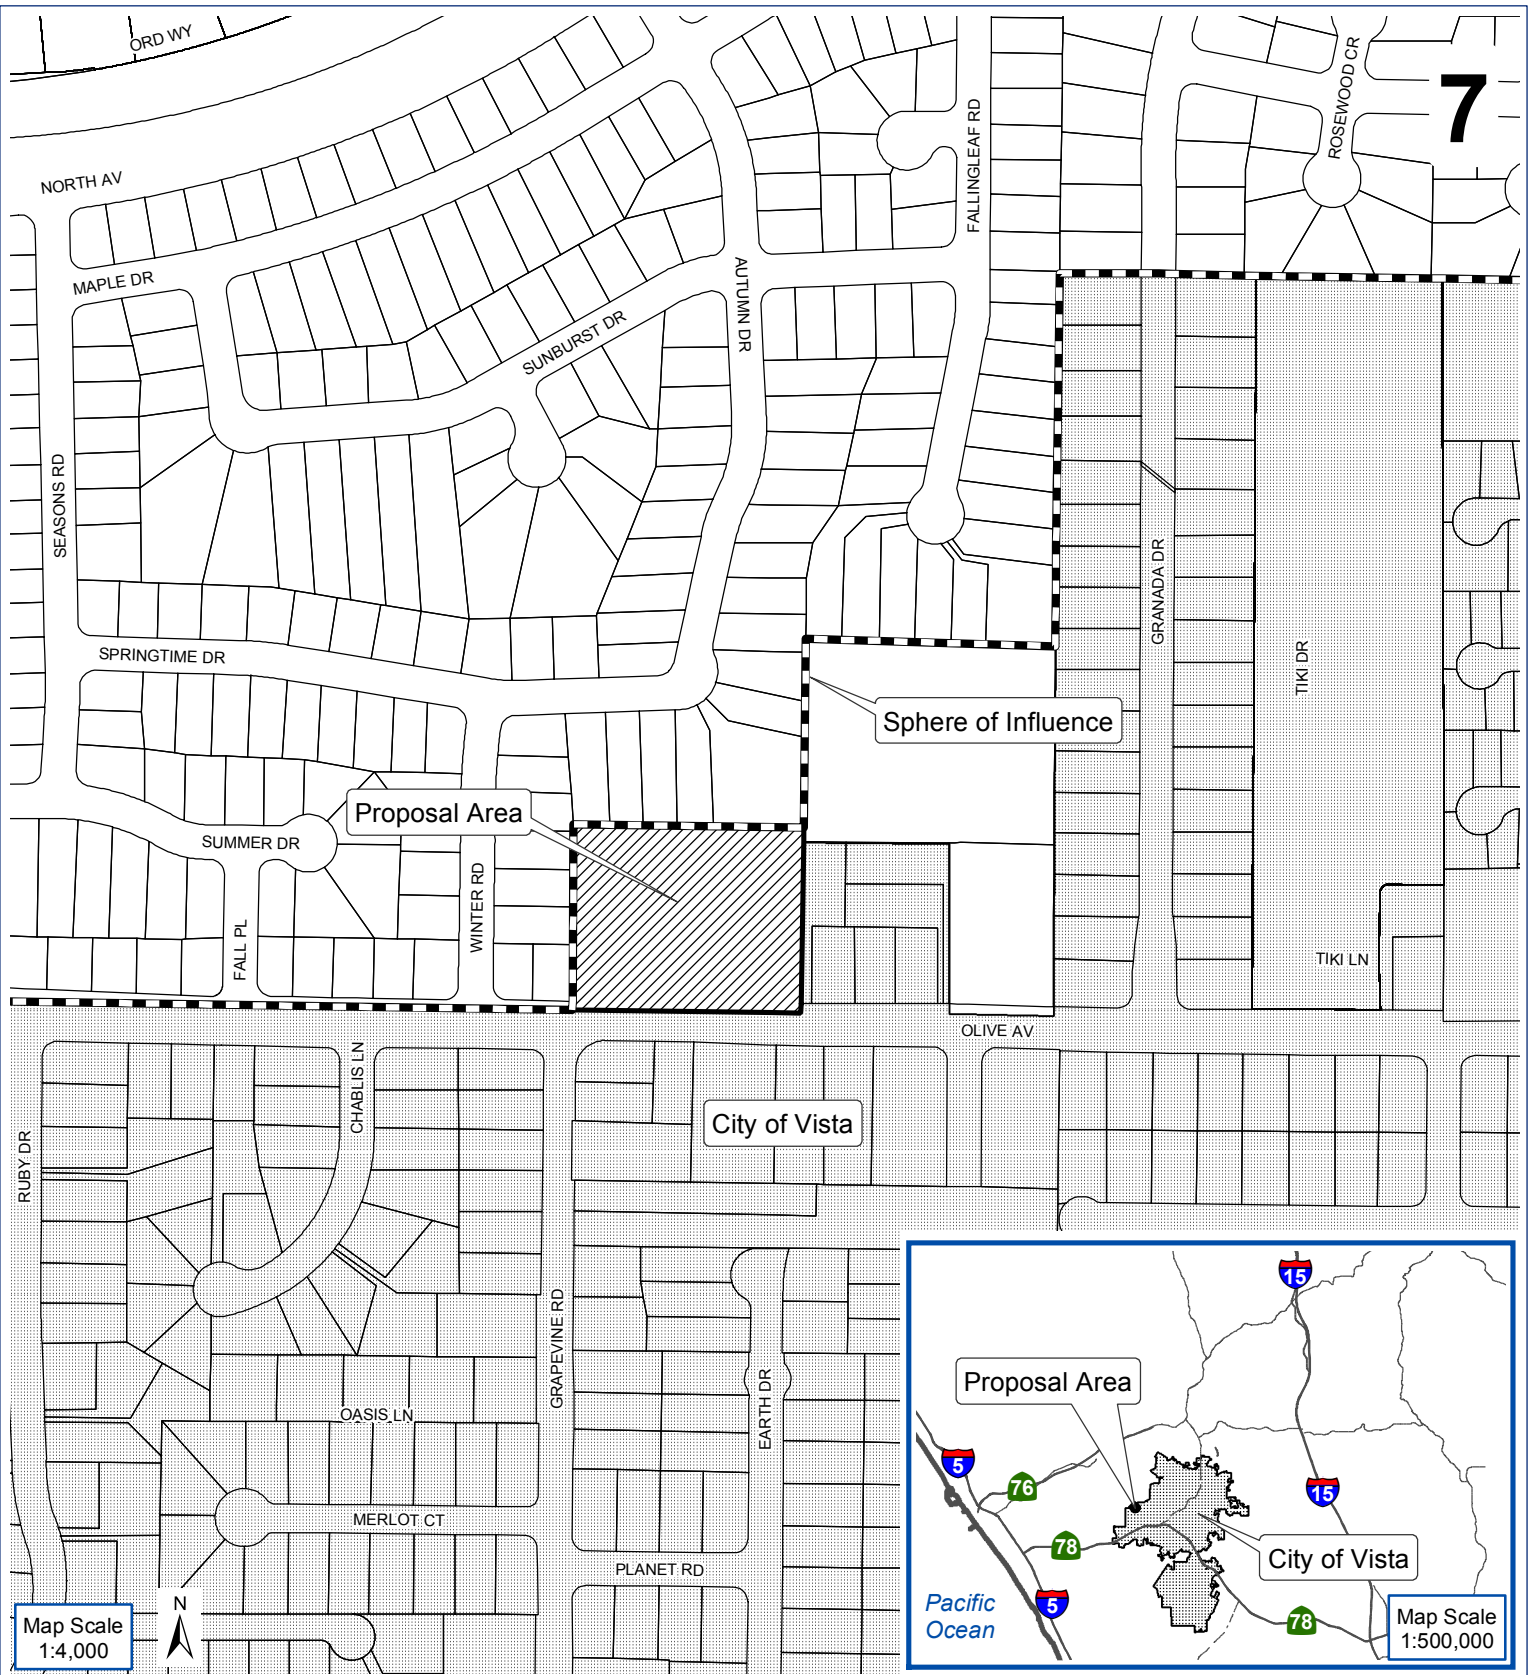 ORD WY
7
ROSEWOOD CR
FALLINGLEAF RD
NORTH AV
MAPLE DR
AUTUMN DR
SUNBURST DR
SEASONS RD
GRANADA DR
TIKI DR
SPRINGTIME DR
Sphere of Influence
Proposal Area
SUMMER DR
WINTER RD
FALL PL
TIKI LN
OLIVE AV
CHABLIS LN
City of Vista
RUBY DR
GRAPEVINE RD
EARTH DR
OASIS LN
MERLOT CT
PLANET RD
N
Map Scale
1:4,000
15
Proposal Area
5
76
15
78
City of Vista
5
78
Pacific
Ocean
Map Scale
1:500,000